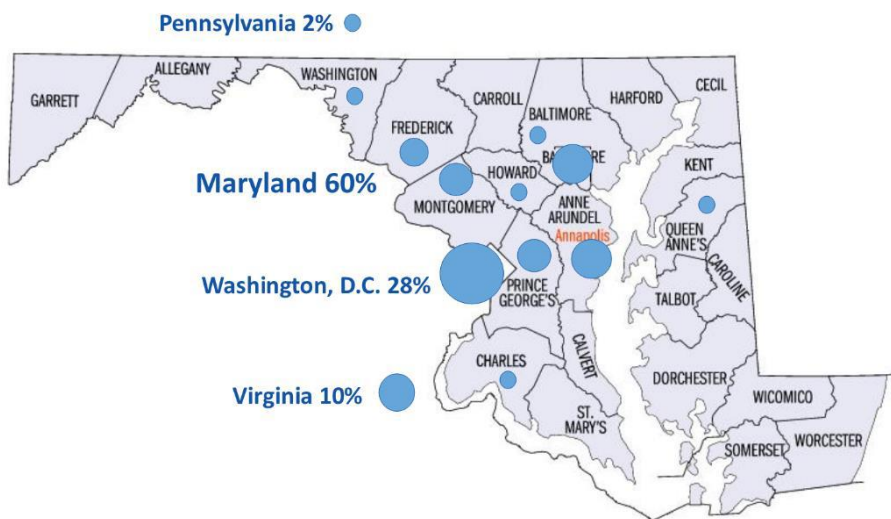 Pennsylvania 2%
GARRETT
ALLEGANY
WASHINGTON
FREDERICK
CARROLL
BALTIMORE
HARFORD
CECIL
KENT
HOWARD
Maryland 60%
MONTGOMERY
ANNE
ARUNDEL
Annapolis
QUEEN
ANNE'S
CAROLINE
Washington, D.C. 28%
PRINCE
GEORGE'S
TALBOT
CALVERT
CHARLES
Virginia 10%
DORCHESTER
WICOMICO
ST.
MARY'S
SOMERSET
WORCESTER